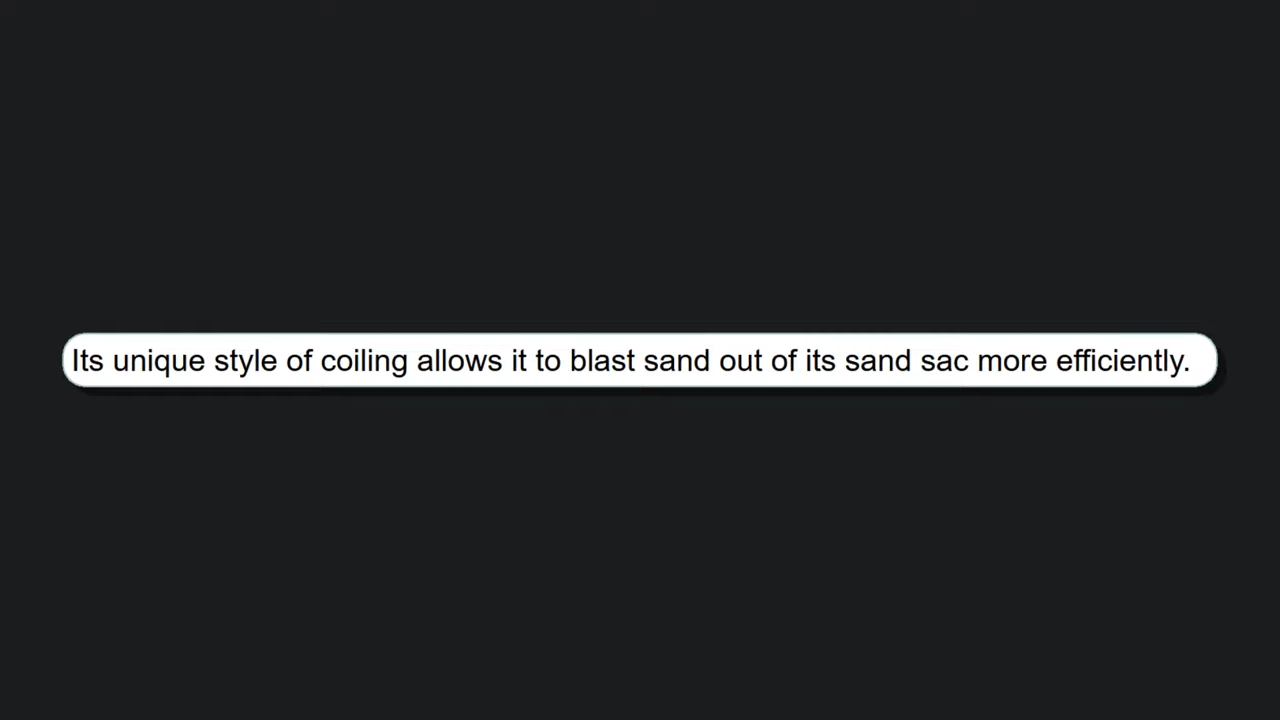 Its unique style of coiling allows it to blast sand out of its sand sac more efficiently.